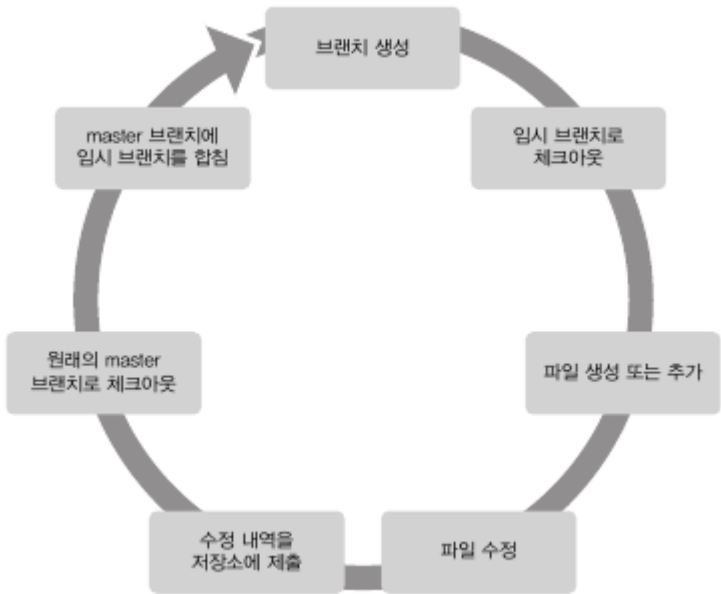 브랜치 생성
임시 브랜치로
체크아웃
파일 생성 또는 추가
파일 수정
수정 내역을
저장소에 제출
원래의 master
브랜치로 체크아웃
master 브랜치에
임시 브랜치를 합침